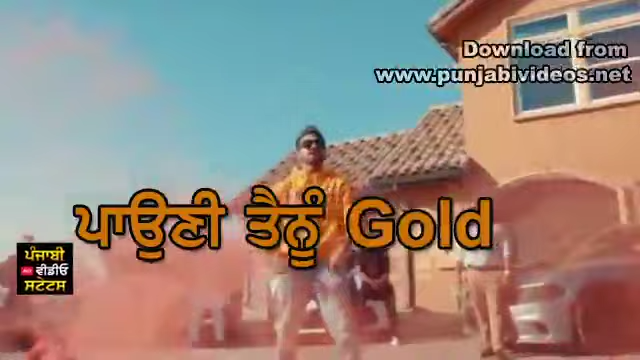 Download from
www.punjabivideos.net
ਪਾਉਣੀ ਤੈਨੂੰ Gold
ਪੰਜਾਬੀ
ਵੀਡੀਓ
ਸਟੇਟਸ